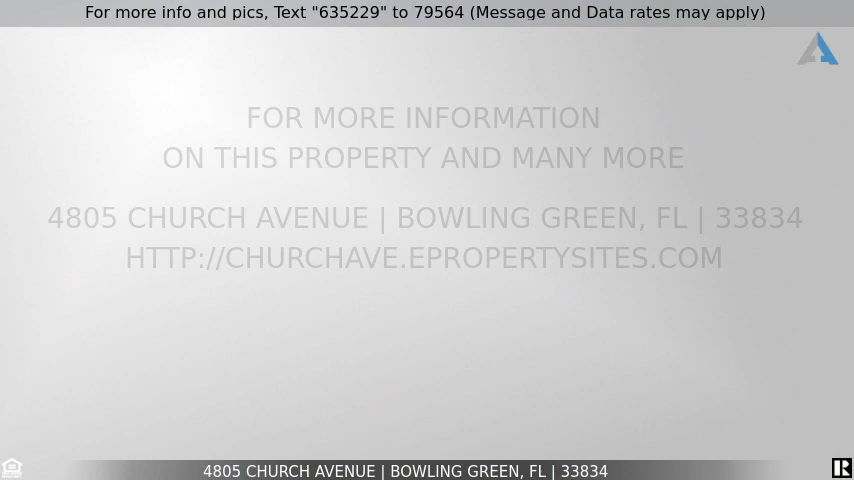 For more info and pics, Text "635229" to 79564 (Message and Data rates may apply)
FOR MORE INFORMATION
ON THIS PROPERTY AND MANY MORE
4805 CHURCH AVENUE | BOWLING GREEN, FL | 33834
HTTP://CHURCHAVE.EPROPERTYSITES.COM
4805 CHURCH AVENUE | BOWLING GREEN, FL | 33834